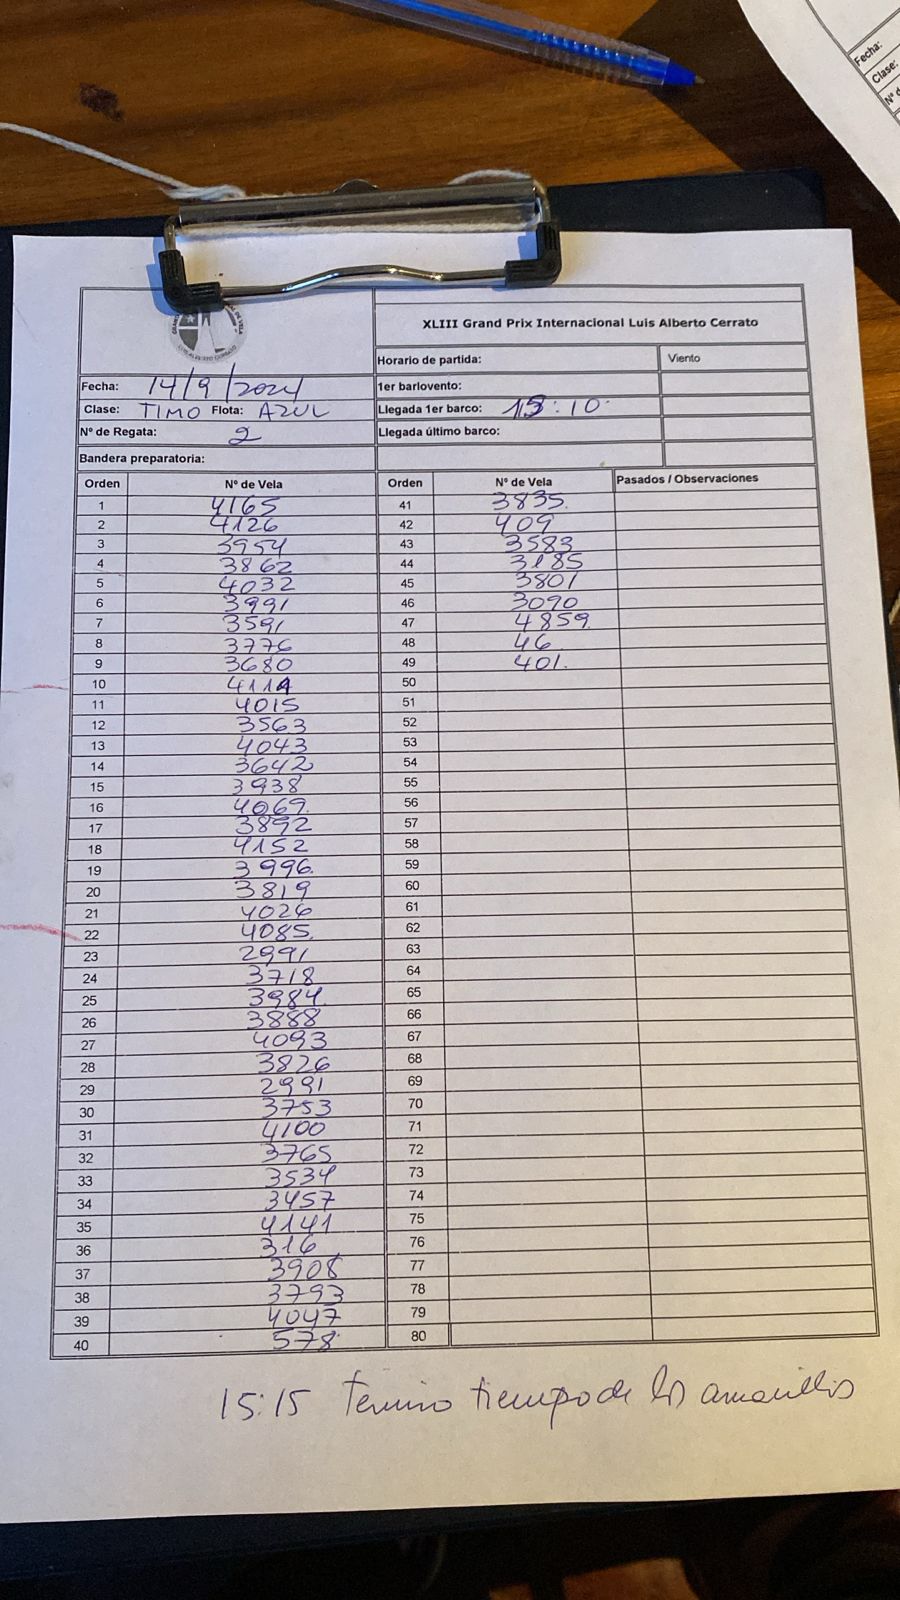 XLIII Grand Prix Internacional Luis Alberto Cerrato
Horario de partida: Viento
Fecha: 14/9/2024 1er barlovento:
Clase: TIMO Flota: AZUL Llegada 1er barco: 15:10
Nº de Regata: 2 Llegada último barco:
Bandera preparatoria:
Orden Nº de Vela Orden Nº de Vela Pasados / Observaciones
1 4165 41 3835.
2 4126 42 409
3 3954 43 3583
4 3862 44 3185
5 4032 45 3801
6 3991 46 3090
7 3591 47 4859.
8 3776 48 46
9 3680 49 401.
10 4114 50
11 4015 51
12 3563 52
13 4043 53
14 3642 54
15 3938 55
16 4069. 56
17 3892 57
18 4152 58
19 3996. 59
20 3819 60
21 4026 61
22 4085. 62
23 2991 63
24 3718 64
25 3984. 65
26 3888 66
27 4093 67
28 3826 68
29 2991 69
30 3753 70
31 4100 71
32 3765 72
33 3534 73
34 3457 74
35 4141 75
36 316 76
37 3908 77
38 3793 78
39 4047 79
40 578 80
15:15 Termino tiempo de los amarillos
Fecha:
Clase: